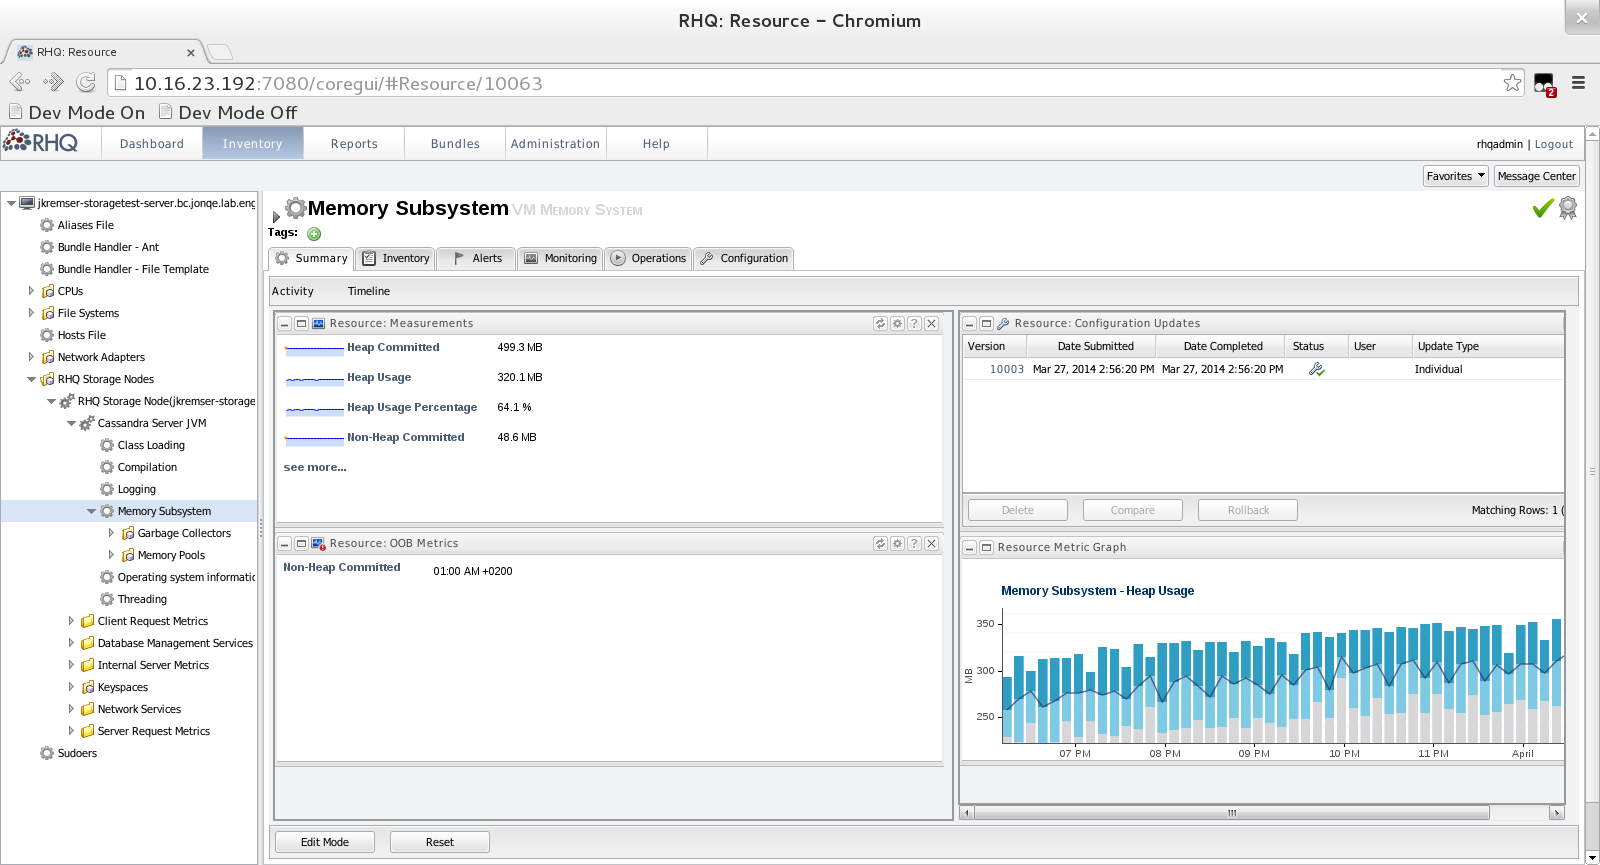 RHQ: Resource – Chromium
RHQ: Resource
10.16.23.192:7080/coregui/#Resource/10063
2
Dev Mode On Dev Mode Off
RHQ Dashboard Inventory Reports Bundles Administration Help rhqadmin | Logout
Favorites Message Center
jkremser-storagetest-server.bc.jonqe.lab.eng
Aliases File
Bundle Handler - Ant
Bundle Handler - File Template
CPUs
File Systems
Hosts File
Network Adapters
RHQ Storage Nodes
RHQ Storage Node(jkremser-storage
Cassandra Server JVM
Class Loading
Compilation
Logging
Memory Subsystem
Garbage Collectors
Memory Pools
Operating system informatic
Threading
Client Request Metrics
Database Management Services
Internal Server Metrics
Keyspaces
Network Services
Server Request Metrics
Sudoers
Memory Subsystem VM Memory System
Tags:
Summary Inventory Alerts Monitoring Operations Configuration
Activity Timeline
Resource: Measurements
Heap Committed 499.3 MB
Heap Usage 320.1 MB
Heap Usage Percentage 64.1 %
Non-Heap Committed 48.6 MB
see more...
Resource: OOB Metrics
Non-Heap Committed 01:00 AM +0200
Resource: Configuration Updates
Version Date Submitted Date Completed Status User Update Type
10003 Mar 27, 2014 2:56:20 PM Mar 27, 2014 2:56:20 PM Individual
Delete Compare Rollback Matching Rows: 1 (
Resource Metric Graph
Memory Subsystem - Heap Usage
350
300
250
MB
07 PM 08 PM 09 PM 10 PM 11 PM April
Edit Mode Reset